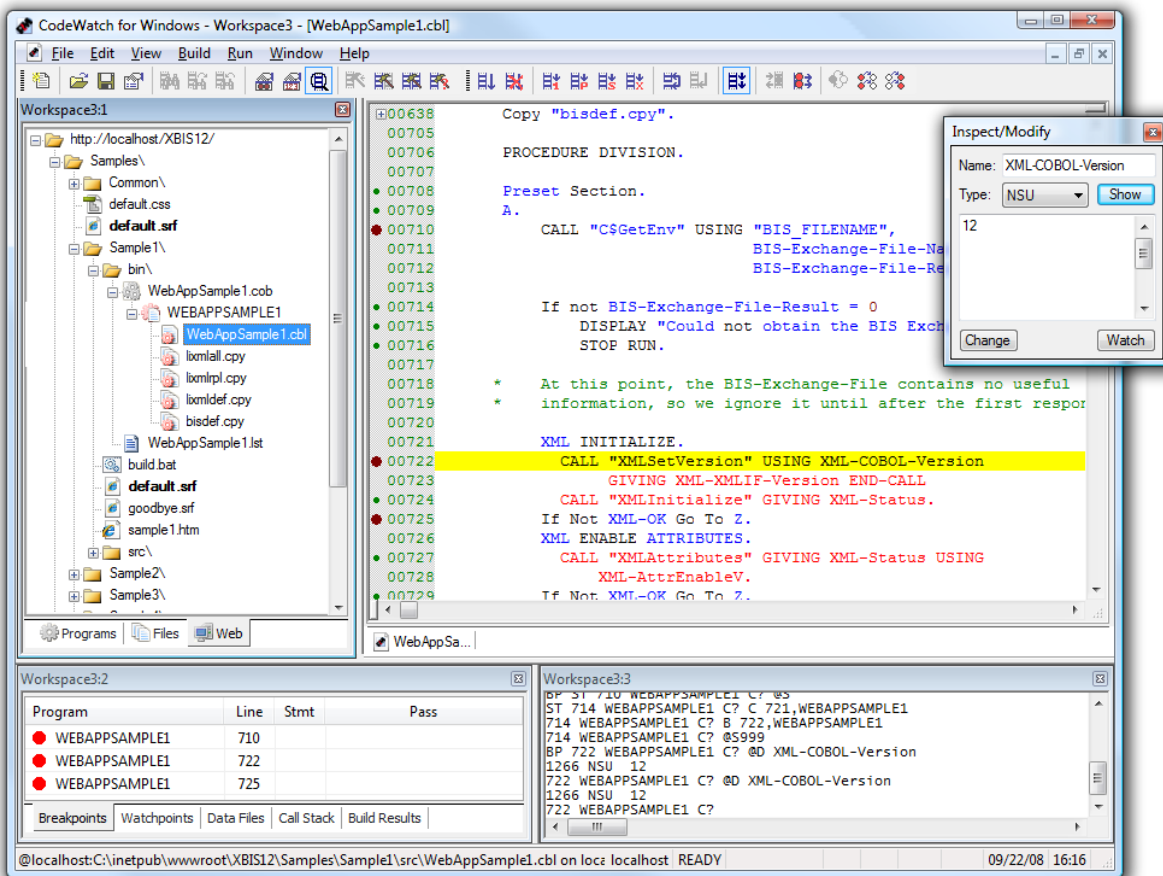 CodeWatch for Windows - Workspace3 - [WebAppSample1.cbl]
File Edit View Build Run Window Help
Workspace3:1
http://localhost/XBIS12/
Samples\
Common\
default.css
default.srf
Sample1\
bin\
WebAppSample1.cob
WEBAPPSAMPLE1
WebAppSample1.cbl
lixmlall.cpy
lixmlrpl.cpy
lixmldef.cpy
bisdef.cpy
WebAppSample1.lst
build.bat
default.srf
goodbye.srf
sample1.htm
src\
Sample2\
Sample3\
Programs Files Web
00638 Copy "bisdef.cpy".
00705
00706 PROCEDURE DIVISION.
00707
00708 Preset Section.
00709 A.
00710 CALL "C$GetEnv" USING "BIS_FILENAME",
00711 BIS-Exchange-File-Na
00712 BIS-Exchange-File-Re
00713
00714 If not BIS-Exchange-File-Result = 0
00715 DISPLAY "Could not obtain the BIS Exch
00716 STOP RUN.
00717
00718 * At this point, the BIS-Exchange-File contains no useful
00719 * information, so we ignore it until after the first respor
00720
00721 XML INITIALIZE.
00722 CALL "XMLSetVersion" USING XML-COBOL-Version
00723 GIVING XML-XMLIF-Version END-CALL
00724 CALL "XMLInitialize" GIVING XML-Status.
00725 If Not XML-OK Go To Z.
00726 XML ENABLE ATTRIBUTES.
00727 CALL "XMLAttributes" GIVING XML-Status USING
00728 XML-AttrEnableV.
00729 If Not XML-OK Go To Z.
WebAppSa...
Inspect/Modify
Name: XML-COBOL-Version
Type: NSU Show
12
Change Watch
Workspace3:2
Program Line Stmt Pass
WEBAPPSAMPLE1 710
WEBAPPSAMPLE1 722
WEBAPPSAMPLE1 725
Breakpoints Watchpoints Data Files Call Stack Build Results
Workspace3:3
BP ST 710 WEBAPPSAMPLE1 C? @S
ST 714 WEBAPPSAMPLE1 C? C 721,WEBAPPSAMPLE1
714 WEBAPPSAMPLE1 C? B 722,WEBAPPSAMPLE1
714 WEBAPPSAMPLE1 C? @S999
BP 722 WEBAPPSAMPLE1 C? @D XML-COBOL-Version
1266 NSU 12
722 WEBAPPSAMPLE1 C? @D XML-COBOL-Version
1266 NSU 12
722 WEBAPPSAMPLE1 C?
@localhost:C:\inetpub\wwwroot\XBIS12\Samples\Sample1\src\WebAppSample1.cbl on loca localhost READY 09/22/08 16:16